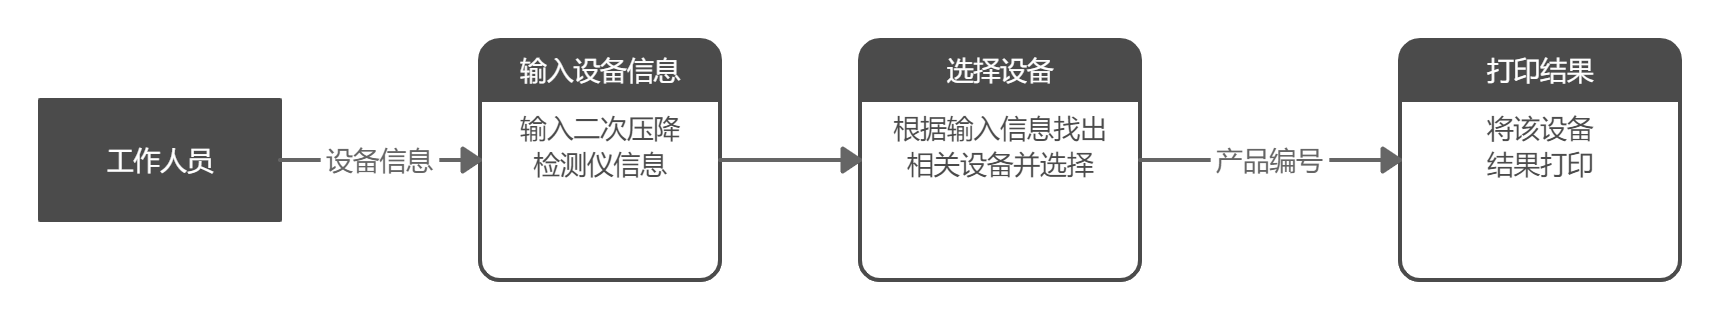 工作人员
设备信息
输入设备信息
输入二次压降
检测仪信息
选择设备
根据输入信息找出
相关设备并选择
产品编号
打印结果
将该设备
结果打印